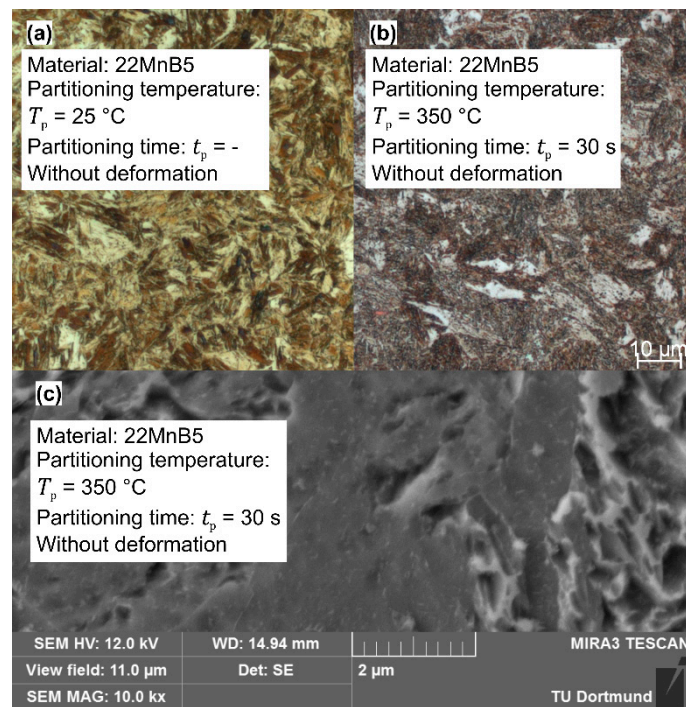 (a)
Material: 22MnB5
Partitioning temperature:
Tp = 25 °C
Partitioning time: tp = -
Without deformation
(b)
Material: 22MnB5
Partitioning temperature:
Tp = 350 °C
Partitioning time: tp = 30 s
Without deformation
10 µm
(c)
Material: 22MnB5
Partitioning temperature:
Tp = 350 °C
Partitioning time: tp = 30 s
Without deformation
SEM HV: 12.0 kV
WD: 14.94 mm
MIRA3 TESCAN
View field: 11.0 µm
Det: SE
2 µm
SEM MAG: 10.0 kx
TU Dortmund